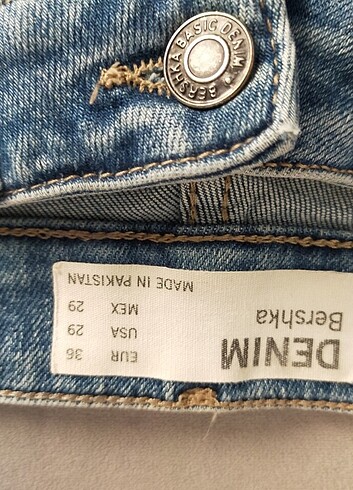 BERSHKA BASIC DENIM
DENIM
Bershka
EUR 36
USA 29
MEX 29
MADE IN PAKISTAN